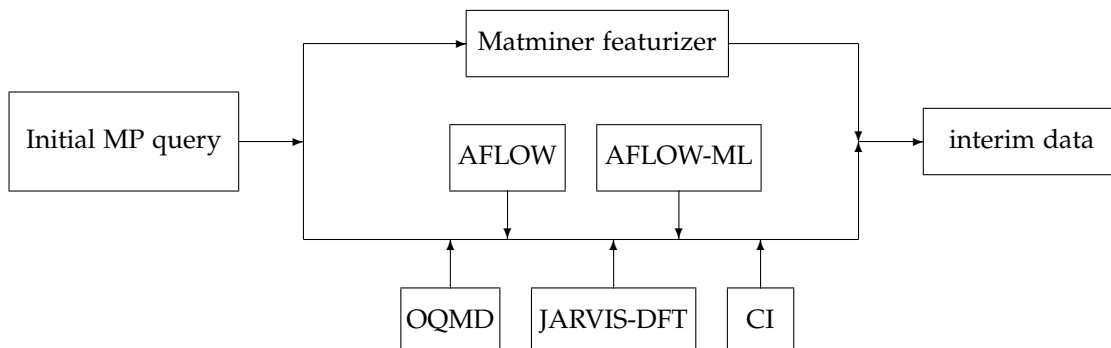 Matminer featurizer
Initial MP query
interim data
AFLOW
AFLOW-ML
OQMD
JARVIS-DFT
CI